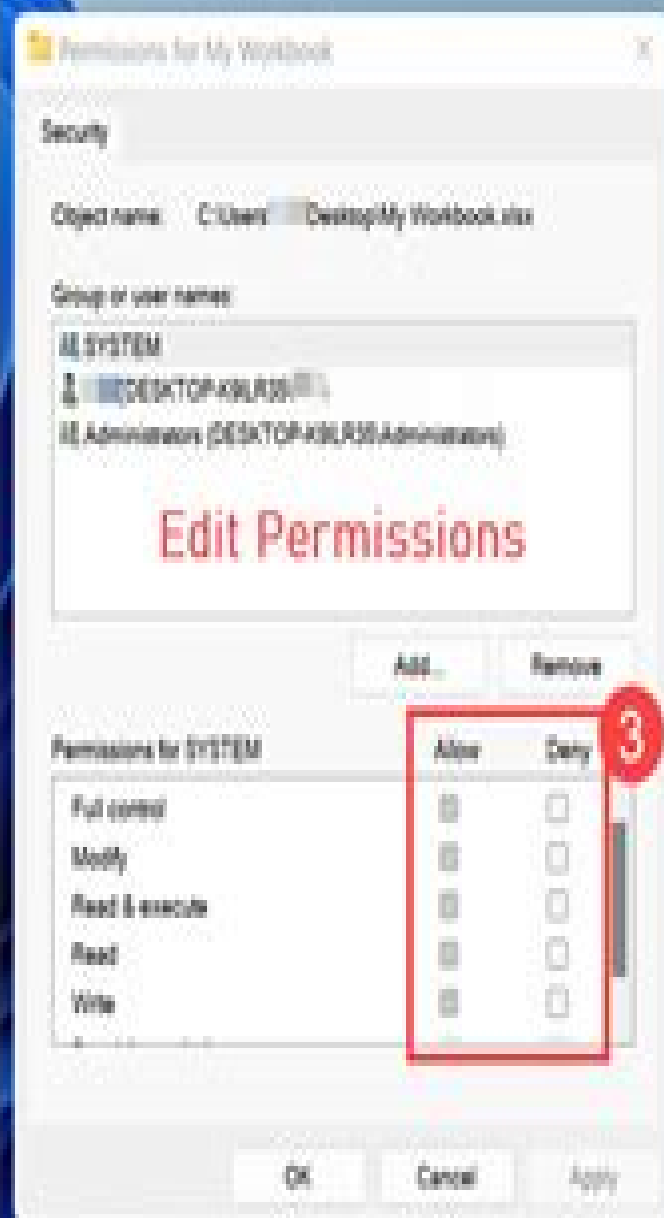 Permissions for My Workbook
Security
Object name: C:\Users\ Desktop\My Workbook.xlsx
Group or user names:
SYSTEM
Administrators (DESKTOP-K9LR35I\Administrators)
Edit Permissions
Add... Remove
Permissions for SYSTEM Allow Deny
3
Full control
Modify
Read & execute
Read
Write
OK Cancel Apply